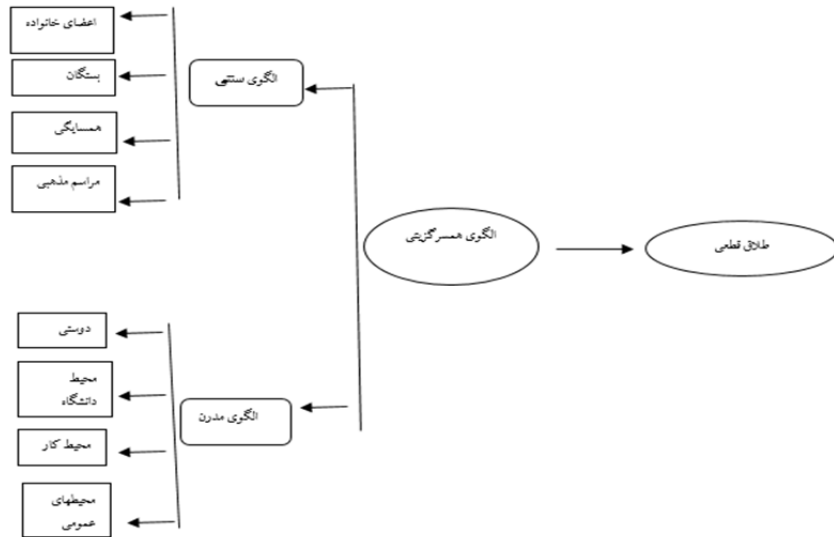 اعضای خانواده
بستگان
همسایگی
مراسم مذهبی
الگوی سنتی
الگوی همسرگزینی
طلاق قطعی
دوستی
محیط
دانشگاه
محیط کار
محیطهای
عمومی
الگوی مدرن